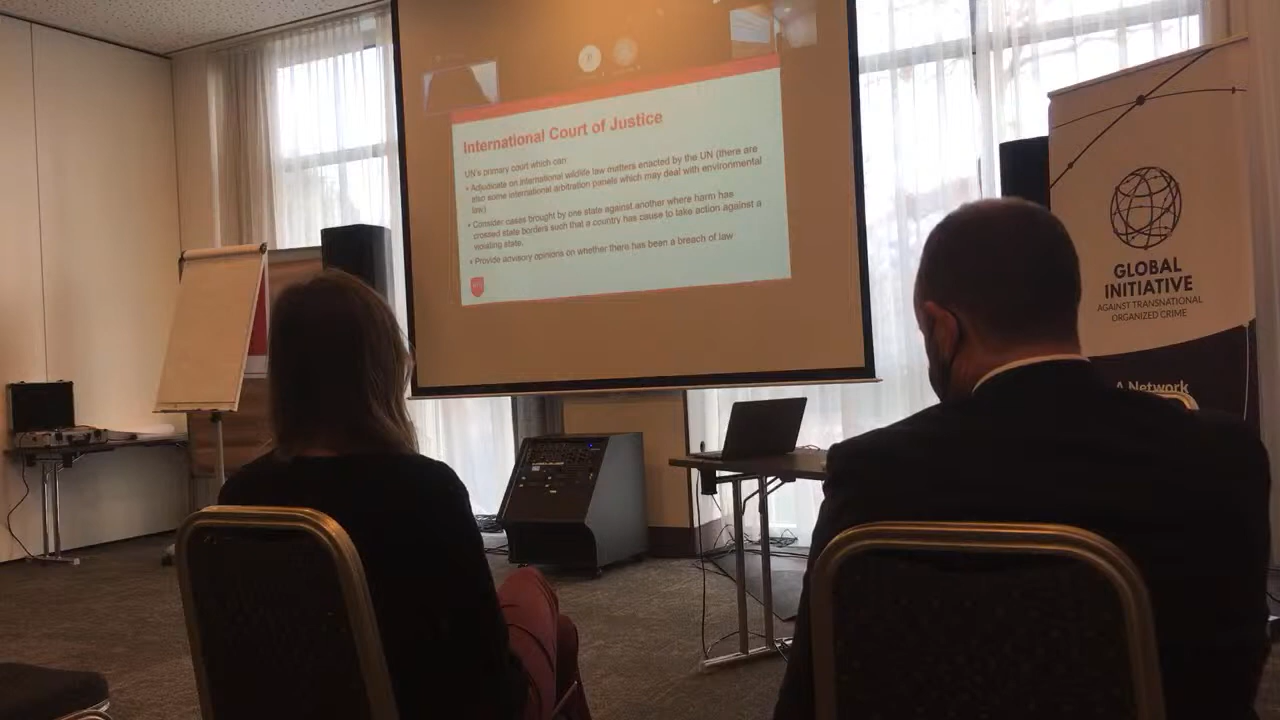 International Court of Justice
UN's primary court which can:
• Adjudicate on international wildlife law matters enacted by the UN (there are
also some international arbitration panels which may deal with environmental
law)
• Consider cases brought by one state against another where harm has
crossed state borders such that a country has cause to take action against a
violating state.
• Provide advisory opinions on whether there has been a breach of law
GLOBAL
INITIATIVE
AGAINST TRANSNATIONAL
ORGANIZED CRIME
A Network